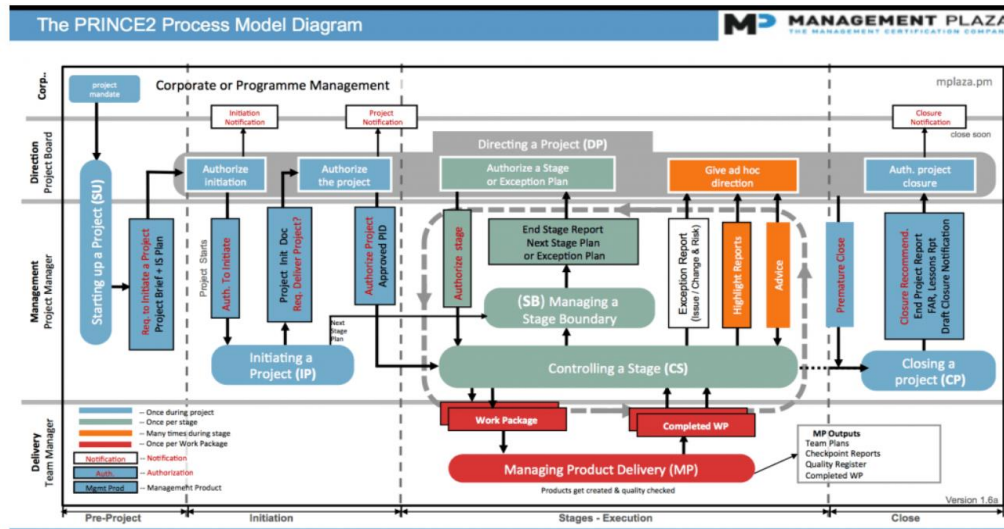 The PRINCE2 Process Model Diagram
MP MANAGEMENT PLAZA
THE MANAGEMENT CERTIFICATION COMPANY
Corp..
project
mandate
Corporate or Programme Management
mplaza.pm
Initiation
Notification
Project
Notification
Closure
Notification
close soon
Direction
Project Board
Directing a Project (DP)
Authorize
initiation
Authorize
the project
Authorize a Stage
or Exception Plan
Give ad hoc
direction
Auth. project
closure
Management
Project Manager
Starting up a Project (SU)
Req. to Initiate a Project
Project Brief + IS Plan
Project Starts
Auth. To Initiate
Project Init Doc
Req. Deliver Project?
Authorize Project
Approved PID
Authorize stage
End Stage Report
Next Stage Plan
or Exception Plan
Exception Report
(Issue / Change & Risk)
Highlight Reports
Advice
Premature Close
Closure Recommend.
End Project Report
FAR, Lessons Rpt
Draft Closure Notification
(SB) Managing a
Stage Boundary
Next
Stage
Plan
Initiating a
Project (IP)
Controlling a Stage (CS)
Closing a
project (CP)
Delivery
Team Manager
-- Once during project
-- Once per stage
-- Many times during stage
-- Once per Work Package
Notification -- Notification
Auth. -- Authorization
Mgmt Prod -- Management Product
Work Package
Completed WP
Managing Product Delivery (MP)
Products get created & quality checked
MP Outputs
Team Plans
Checkpoint Reports
Quality Register
Completed WP
Version 1.6a
Pre-Project
Initiation
Stages - Execution
Close